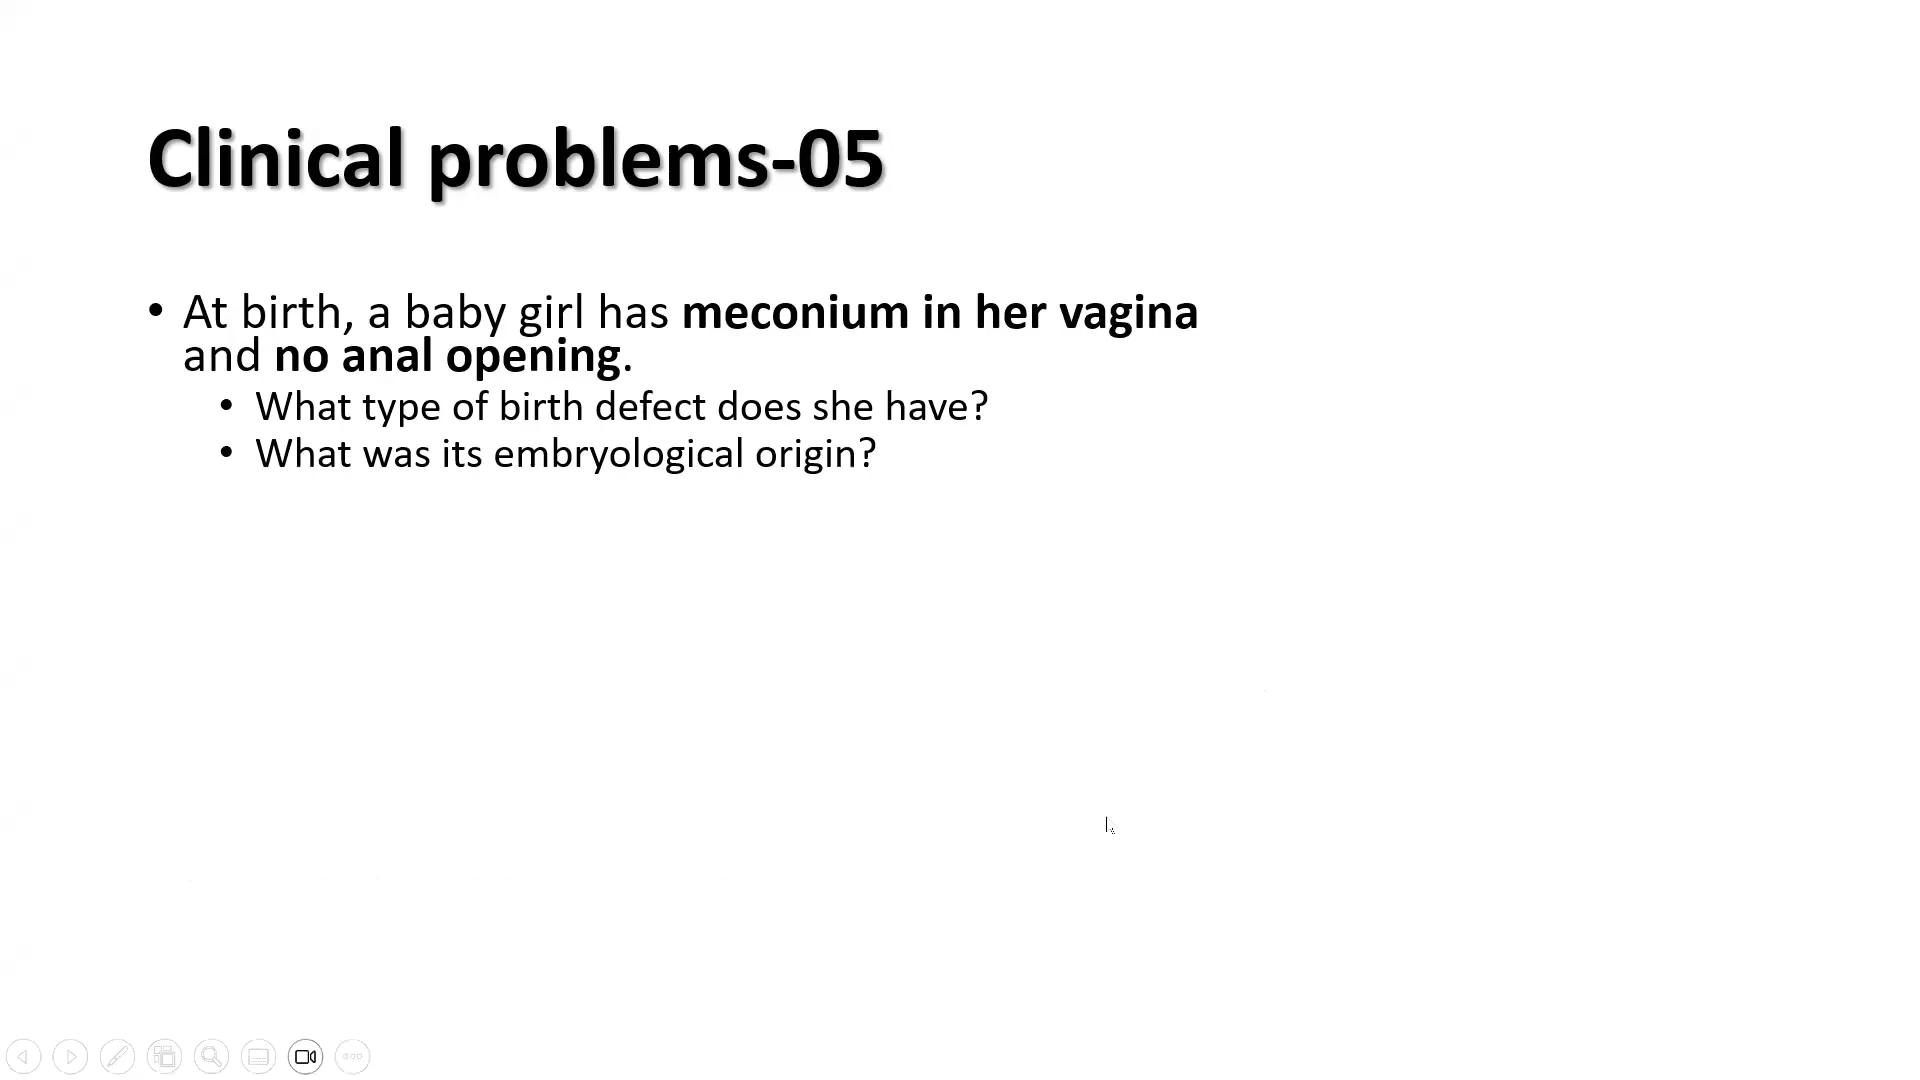 Clinical problems-05
• At birth, a baby girl has meconium in her vagina
and no anal opening.
• What type of birth defect does she have?
• What was its embryological origin?